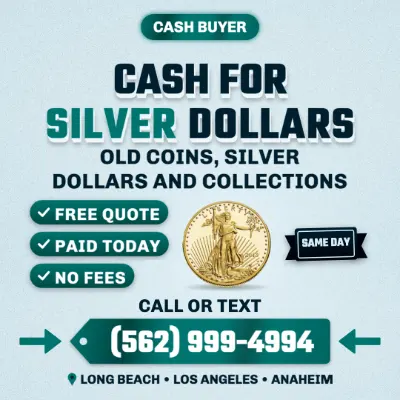 CASH BUYER
CASH FOR
SILVER DOLLARS
OLD COINS, SILVER
DOLLARS AND COLLECTIONS
FREE QUOTE
PAID TODAY
NO FEES
LIBERTY
SAME DAY
CALL OR TEXT
(562) 999-4994
LONG BEACH • LOS ANGELES • ANAHEIM